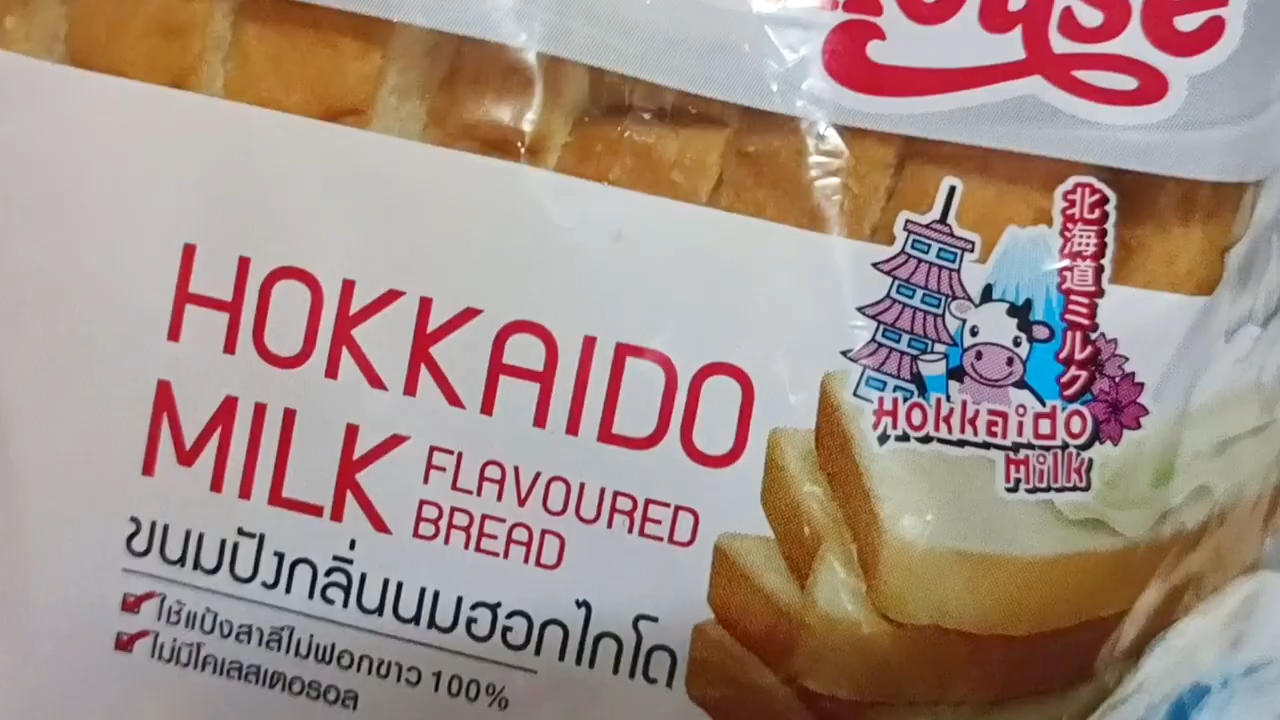 house
HOKKAIDO
MILK FLAVOURED
BREAD
ขนมปังกลิ่นนมฮอกไกโด
ใช้แป้งสาลีไม่ฟอกขาว 100%
ไม่มีโคเลสเตอรอล
北海道ミルク
Hokkaido
Milk